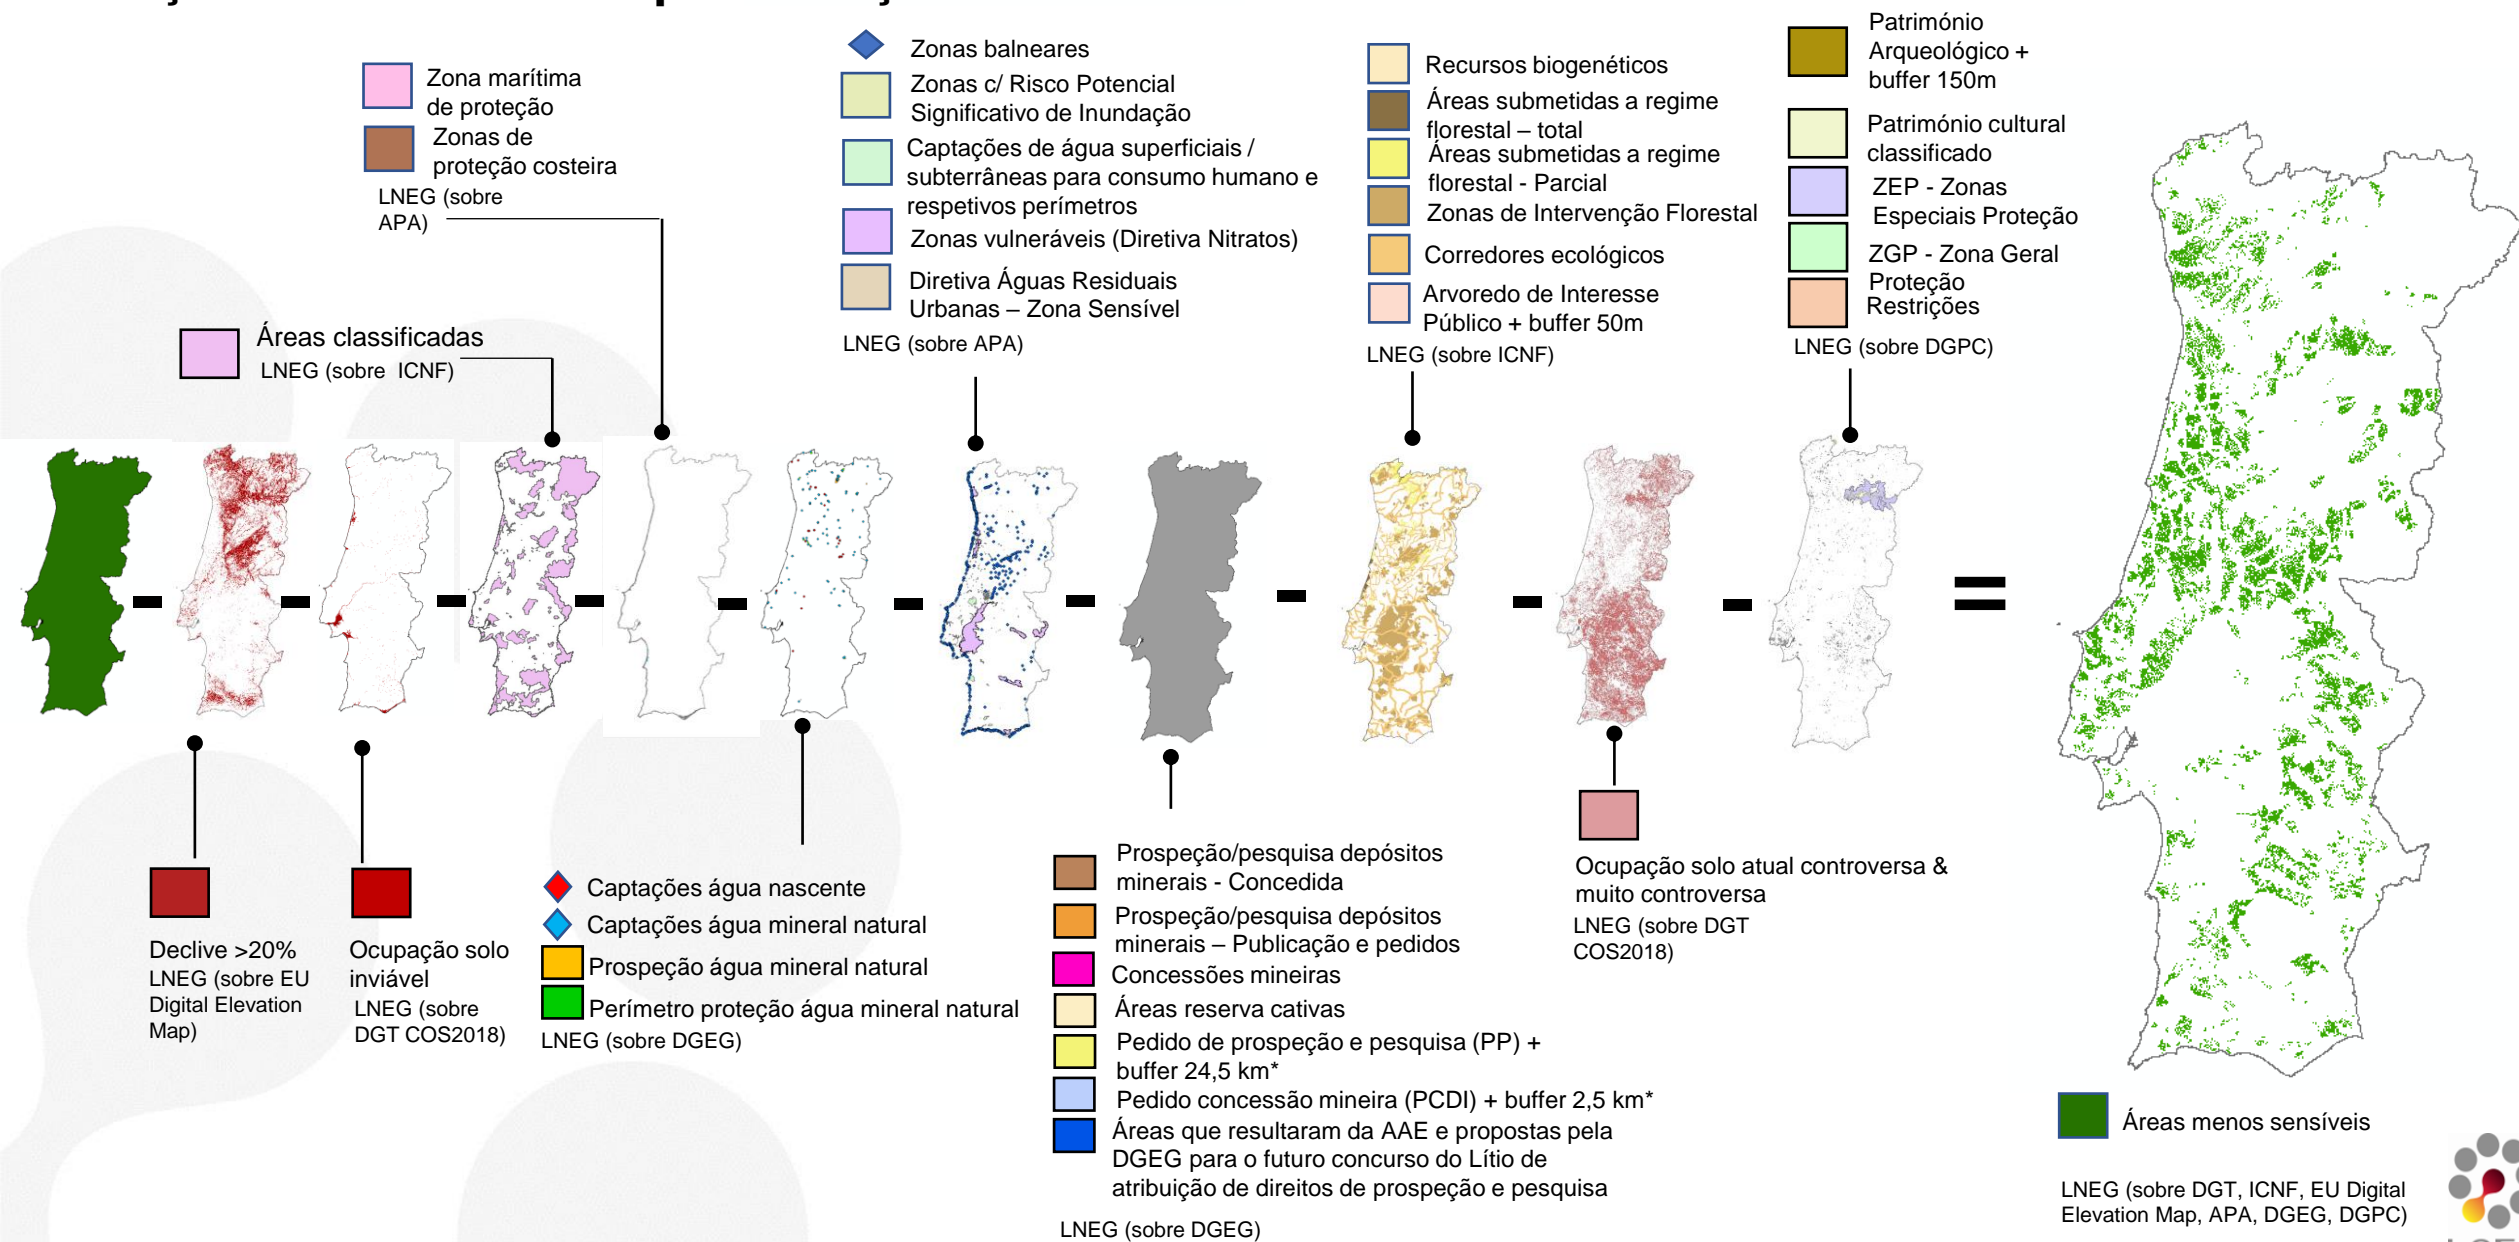 Zona marítima
de proteção
Zonas de
proteção costeira
LNEG (sobre
APA)
Áreas classificadas
LNEG (sobre ICNF)
Zonas balneares
Zonas c/ Risco Potencial
Significativo de Inundação
Captações de água superficiais /
subterrâneas para consumo humano e
respetivos perímetros
Zonas vulneráveis (Diretiva Nitratos)
Diretiva Águas Residuais
Urbanas – Zona Sensível
LNEG (sobre APA)
Recursos biogenéticos
Áreas submetidas a regime
florestal – total
Áreas submetidas a regime
florestal - Parcial
Zonas de Intervenção Florestal
Corredores ecológicos
Arvoredo de Interesse
Público + buffer 50m
LNEG (sobre ICNF)
Património
Arqueológico +
buffer 150m
Património cultural
classificado
ZEP - Zonas
Especiais Proteção
ZGP - Zona Geral
Proteção
Restrições
LNEG (sobre DGPC)
Declive >20%
LNEG (sobre EU
Digital Elevation
Map)
Ocupação solo
inviável
LNEG (sobre
DGT COS2018)
Captações água nascente
Captações água mineral natural
Prospeção água mineral natural
Perímetro proteção água mineral natural
LNEG (sobre DGEG)
Prospeção/pesquisa depósitos
minerais - Concedida
Prospeção/pesquisa depósitos
minerais – Publicação e pedidos
Concessões mineiras
Áreas reserva cativas
Pedido de prospeção e pesquisa (PP) +
buffer 24,5 km*
Pedido concessão mineira (PCDI) + buffer 2,5 km*
Áreas que resultaram da AAE e propostas pela
DGEG para o futuro concurso do Lítio de
atribuição de direitos de prospeção e pesquisa
LNEG (sobre DGEG)
Ocupação solo atual controversa &
muito controversa
LNEG (sobre DGT
COS2018)
Áreas menos sensíveis
LNEG (sobre DGT, ICNF, EU Digital
Elevation Map, APA, DGEG, DGPC)